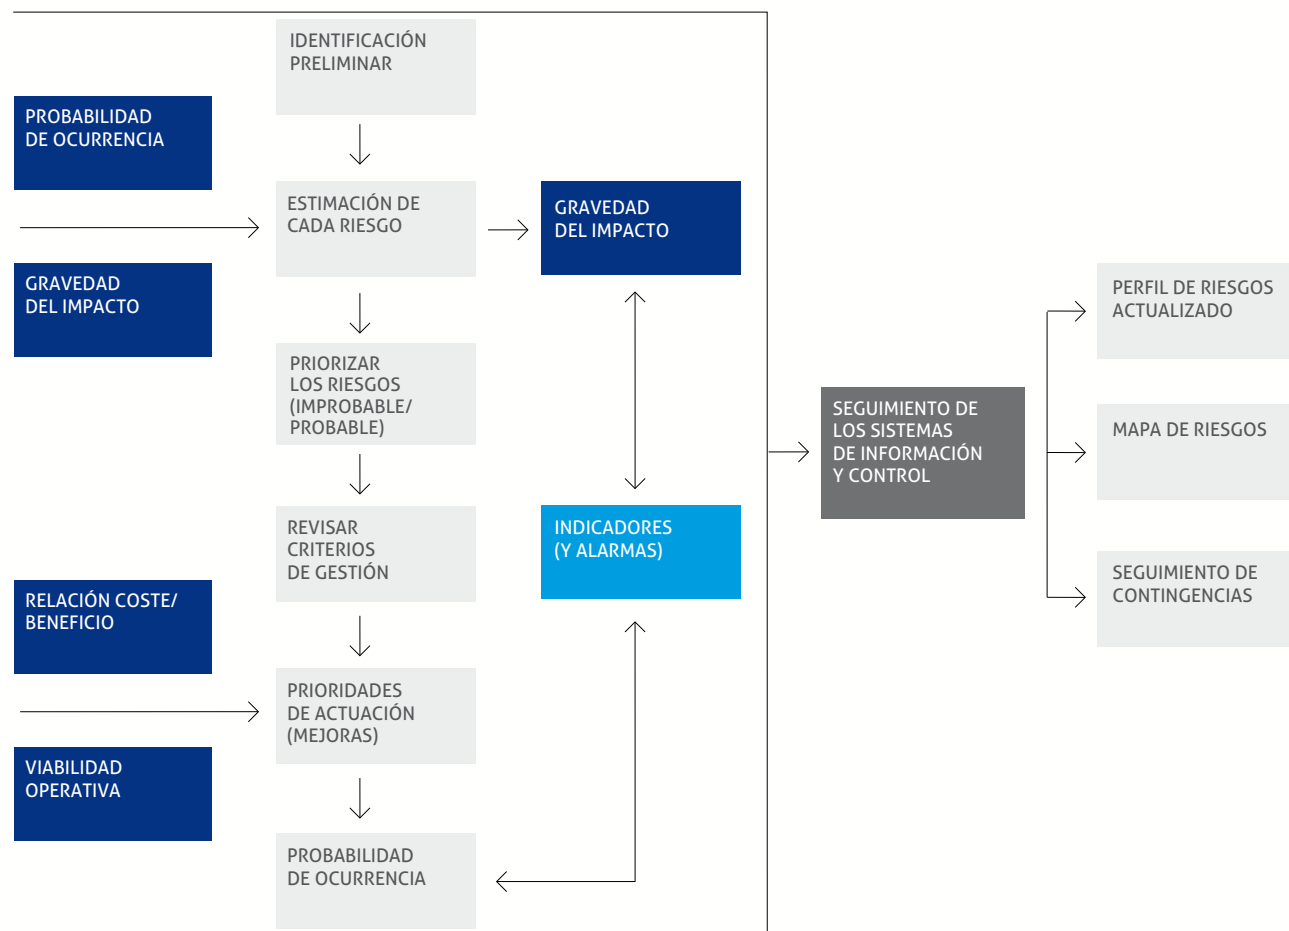 IDENTIFICACIÓN
PRELIMINAR
PROBABILIDAD
DE OCURRENCIA
ESTIMACIÓN DE
CADA RIESGO
GRAVEDAD
DEL IMPACTO
GRAVEDAD
DEL IMPACTO
PRIORIZAR
LOS RIESGOS
(IMPROBABLE/
PROBABLE)
REVISAR
CRITERIOS
DE GESTIÓN
INDICADORES
(Y ALARMAS)
RELACIÓN COSTE/
BENEFICIO
PRIORIDADES
DE ACTUACIÓN
(MEJORAS)
VIABILIDAD
OPERATIVA
PROBABILIDAD
DE OCURRENCIA
SEGUIMIENTO DE
LOS SISTEMAS
DE INFORMACIÓN
Y CONTROL
PERFIL DE RIESGOS
ACTUALIZADO
MAPA DE RIESGOS
SEGUIMIENTO DE
CONTINGENCIAS